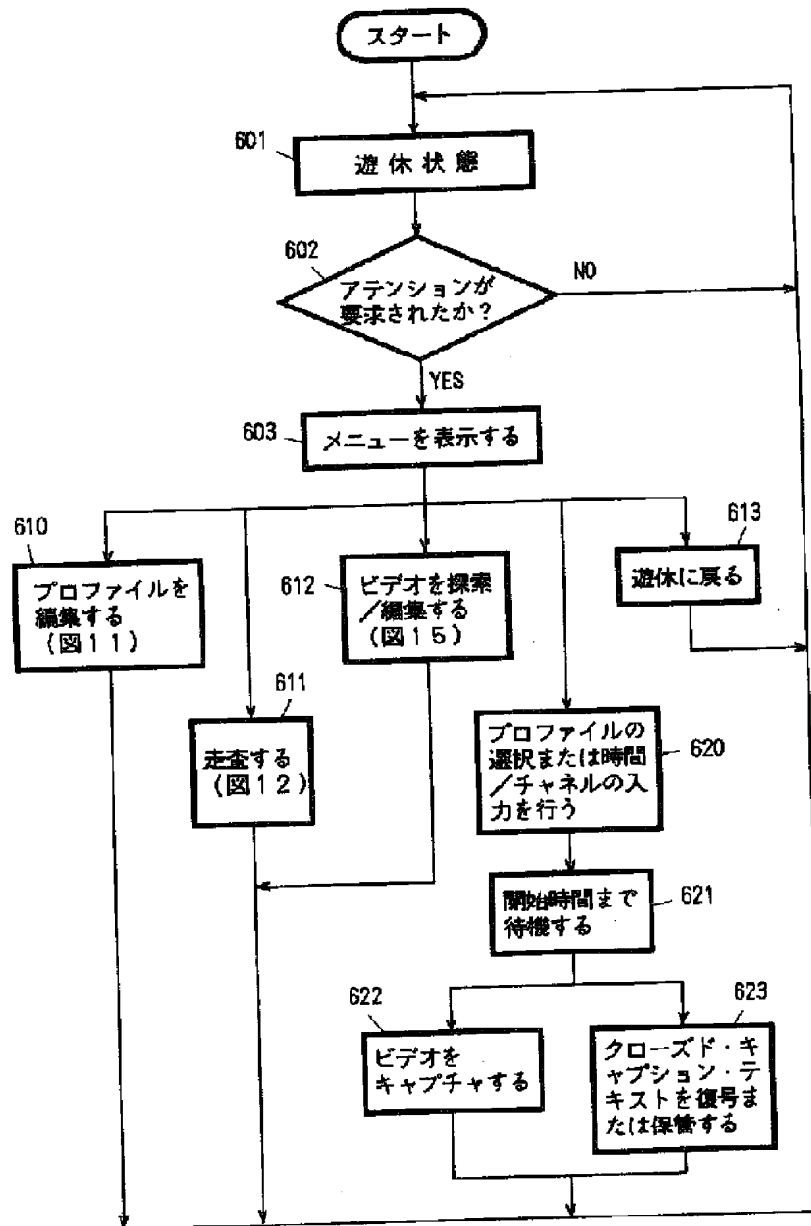 スタート
601
遊休状態
602
アテンションが
要求されたか?
NO
YES
603
メニューを表示する
610
プロファイルを
編集する
(図11)
612
ビデオを探索
/編集する
(図15)
613
遊休に戻る
611
走査する
(図12)
プロファイルの
選択または時間
/チャネルの入
力を行う
620
開始時間まで
待機する
621
622
ビデオを
キャプチャする
623
クローズド・キ
ャプション・テ
キストを復号ま
たは保管する